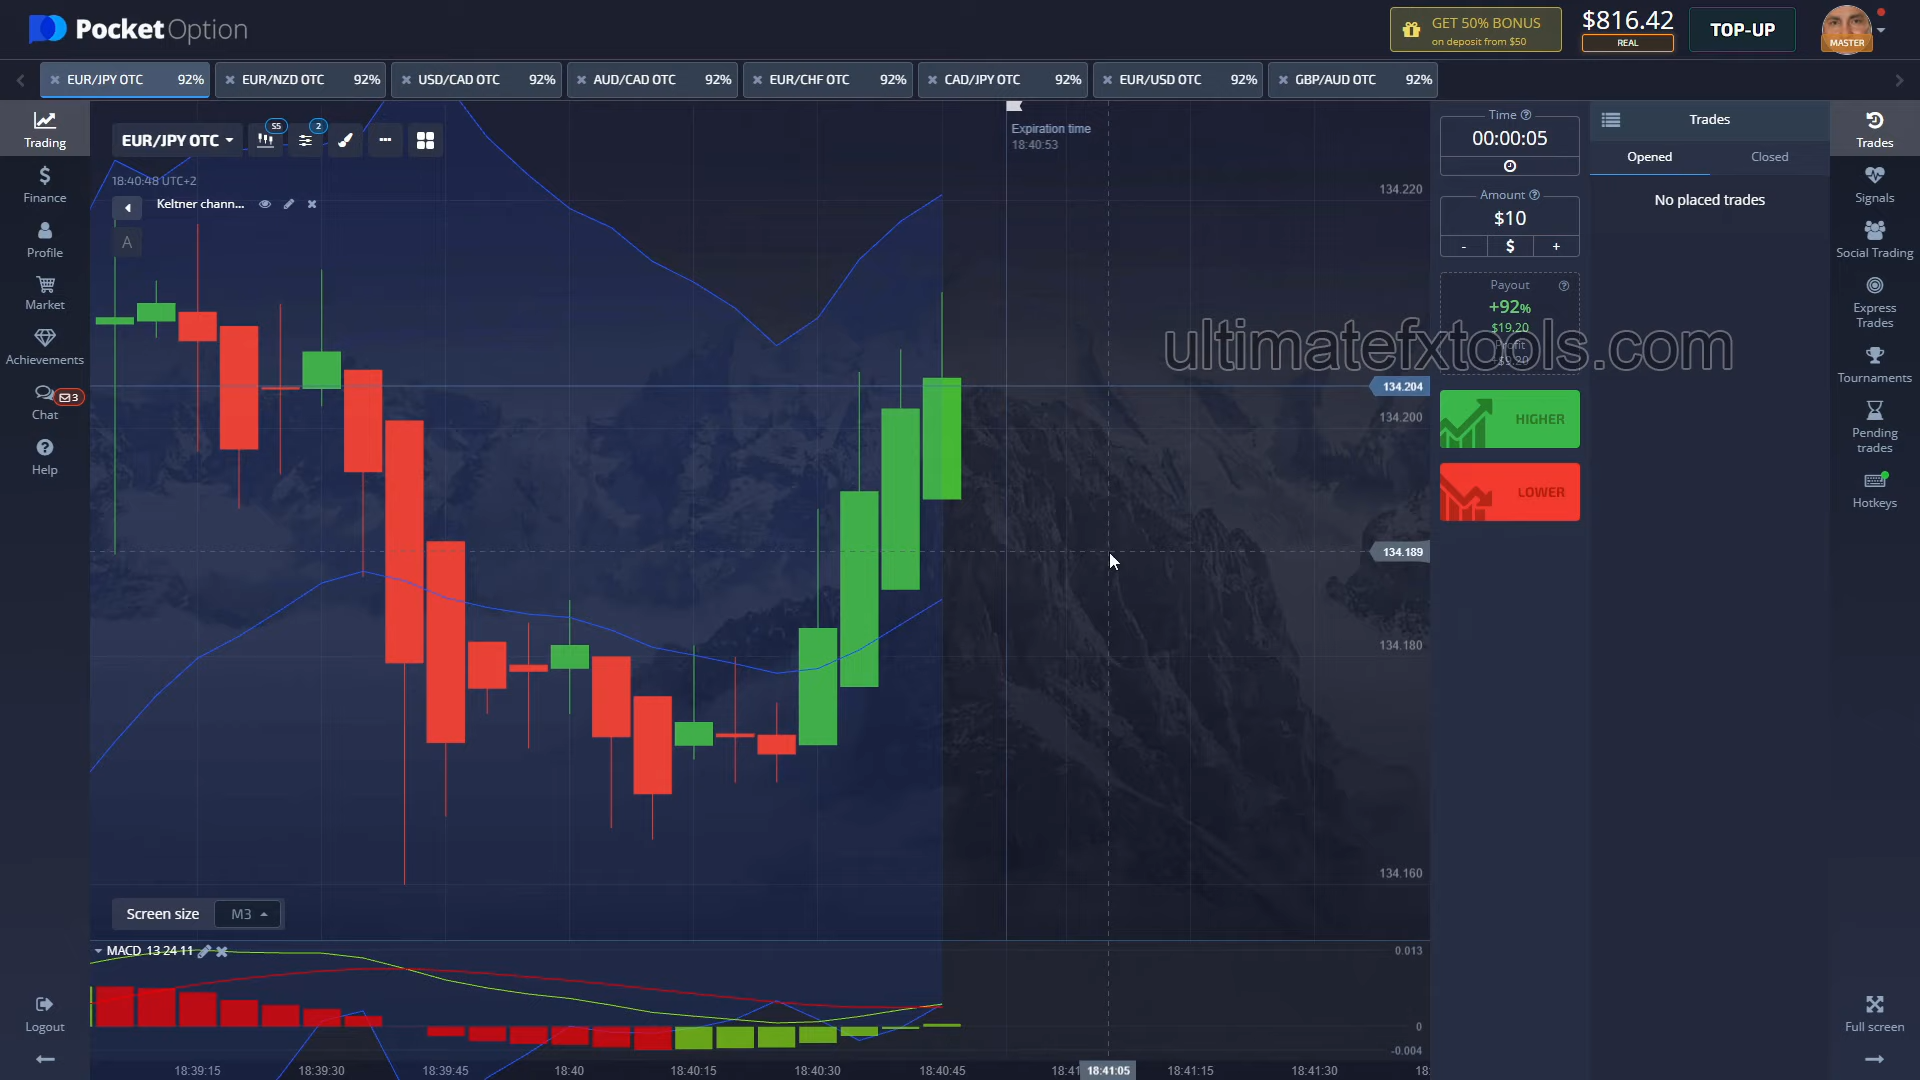 PocketOption
GET 50% BONUS
on deposit from $50
$816.42
REAL
TOP-UP
MASTER
EUR/JPY OTC 92%
EUR/NZD OTC 92%
USD/CAD OTC 92%
AUD/CAD OTC 92%
EUR/CHF OTC 92%
CAD/JPY OTC 92%
EUR/USD OTC 92%
GBP/AUD OTC 92%
Trading
Finance
Profile
Market
Achievements
3
Chat
Help
Logout
EUR/JPY OTC
S5
2
18:40:48 UTC+2
Keltner chann...
A
Expiration time
18:40:53
134.220
134.204
134.200
134.189
134.180
134.160
Screen size M3
MACD 13 24 11
0.013
0
-0.004
18:39:15
18:39:30
18:39:45
18:40
18:40:15
18:40:30
18:40:45
18:41
18:41:05
18:41:15
18:41:30
18:
Time
00:00:05
Amount
$10
- $ +
Payout
+92%
$19.20
Profit
+$9.20
ultimatefxtools.com
HIGHER
LOWER
Trades
Opened
Closed
No placed trades
Trades
Signals
Social Trading
Express
Trades
Tournaments
Pending
trades
Hotkeys
Full screen